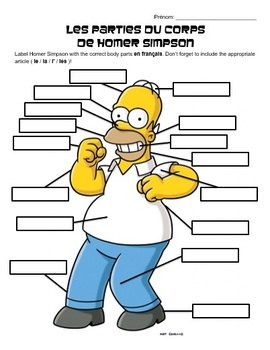 Prénom:
LES PARTIES DU CORPS
DE HOMER SIMPSON
Label Homer Simpson with the correct body parts en français. Don't forget to include the appropriate
article ( le / la / l' / les )!